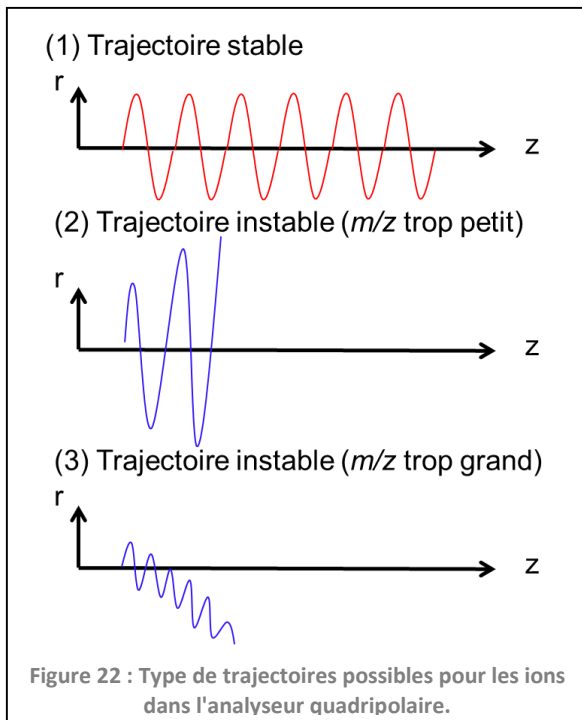 (1) Trajectoire stable
r
z
(2) Trajectoire instable (m/z trop petit)
r
z
(3) Trajectoire instable (m/z trop grand)
r
z
Figure 22 : Type de trajectoires possibles pour les ions
dans l'analyseur quadripolaire.